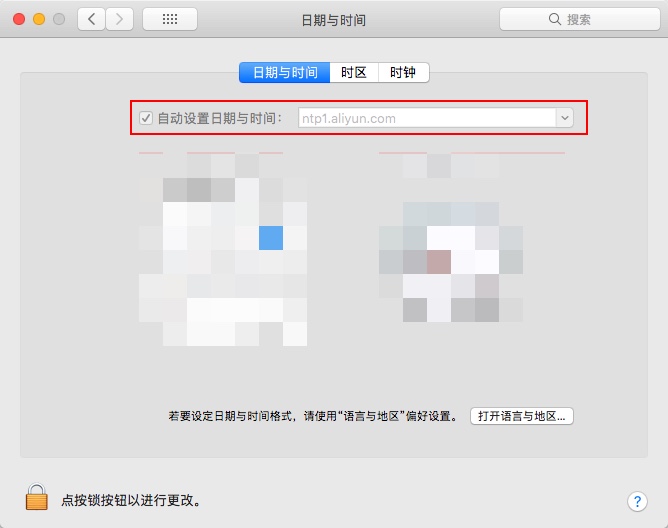 日期与时间
搜索
日期与时间 时区 时钟
自动设置日期与时间： ntp1.aliyun.com
若要设定日期与时间格式，请使用“语言与地区”偏好设置。 打开语言与地区...
点按锁按钮以进行更改。
?